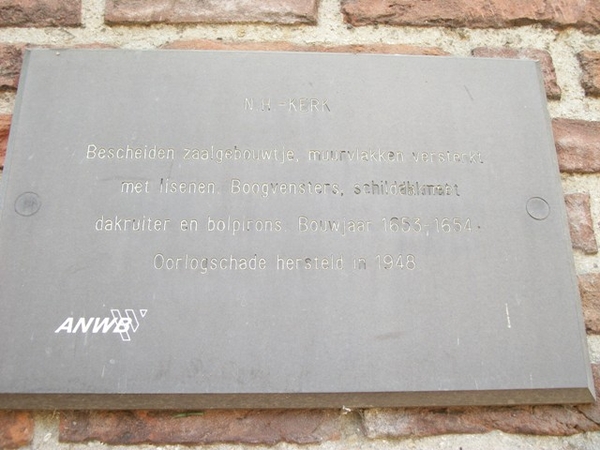 N.H.-KERK
Bescheiden zaalgebouwtje, muurvlakken versterkt
met lisenen. Boogvensters, schilddak met
dakruiter en bolpirons. Bouwjaar 1653-1654.
Oorlogschade hersteld in 1948
ANWB